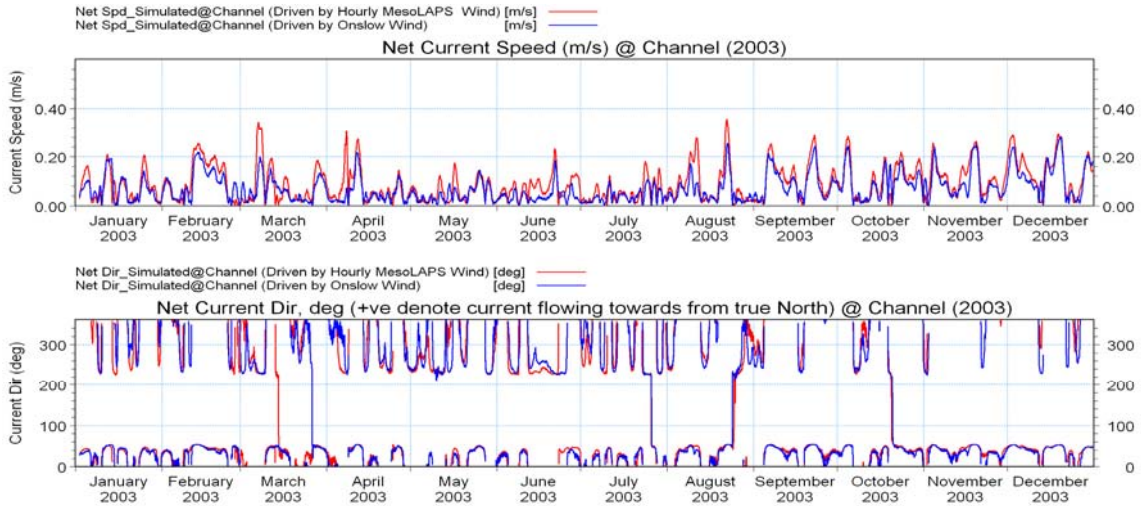 Net Spd_Simulated@Channel (Driven by Hourly MesoLAPS Wind) [m/s]
Net Spd_Simulated@Channel (Driven by Onslow Wind) [m/s]
Net Current Speed (m/s) @ Channel (2003)
Current Speed (m/s)
0.40 0.40
0.20 0.20
0.00 0.00
January February March April May June July August September October November December
2003 2003 2003 2003 2003 2003 2003 2003 2003 2003 2003 2003
Net Dir_Simulated@Channel (Driven by Hourly MesoLAPS Wind) [deg]
Net Dir_Simulated@Channel (Driven by Onslow Wind) [deg]
Net Current Dir, deg (+ve denote current flowing towards from true North) @ Channel (2003)
Current Dir (deg)
300 300
200 200
100 100
0 0
January February March April May June July August September October November December
2003 2003 2003 2003 2003 2003 2003 2003 2003 2003 2003 2003